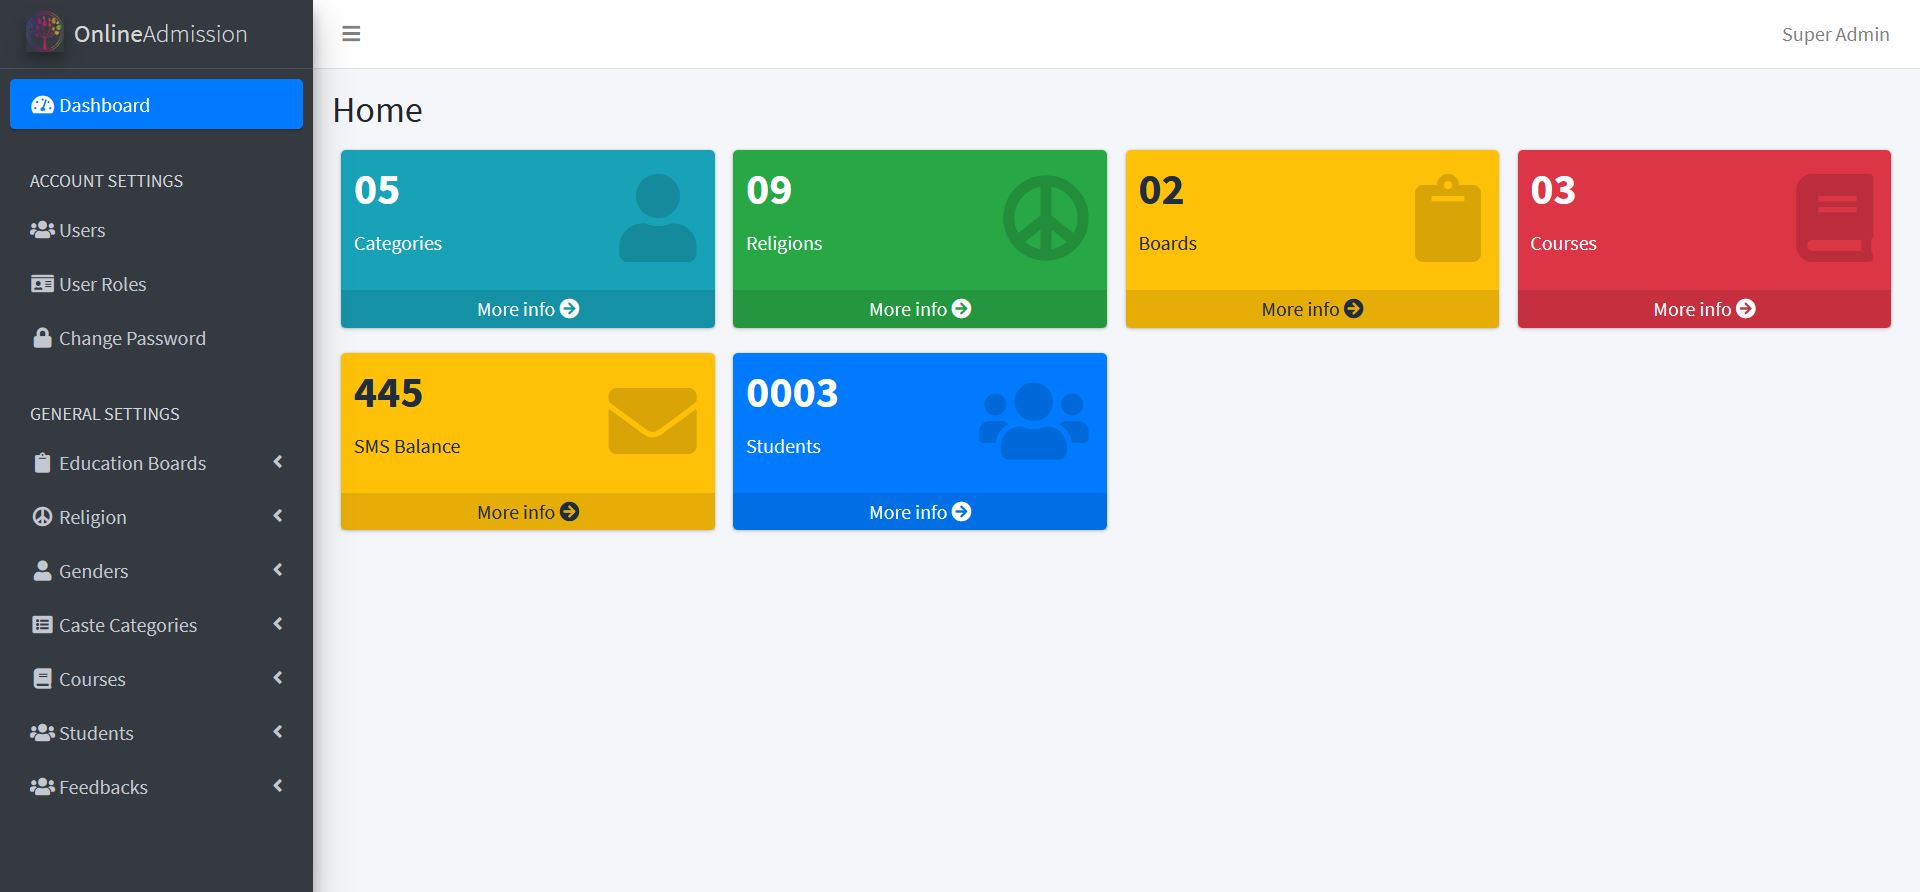 OnlineAdmission
Super Admin
Dashboard
ACCOUNT SETTINGS
Users
User Roles
Change Password
GENERAL SETTINGS
Education Boards
Religion
Genders
Caste Categories
Courses
Students
Feedbacks
Home
05
Categories
More info
09
Religions
More info
02
Boards
More info
03
Courses
More info
445
SMS Balance
More info
0003
Students
More info